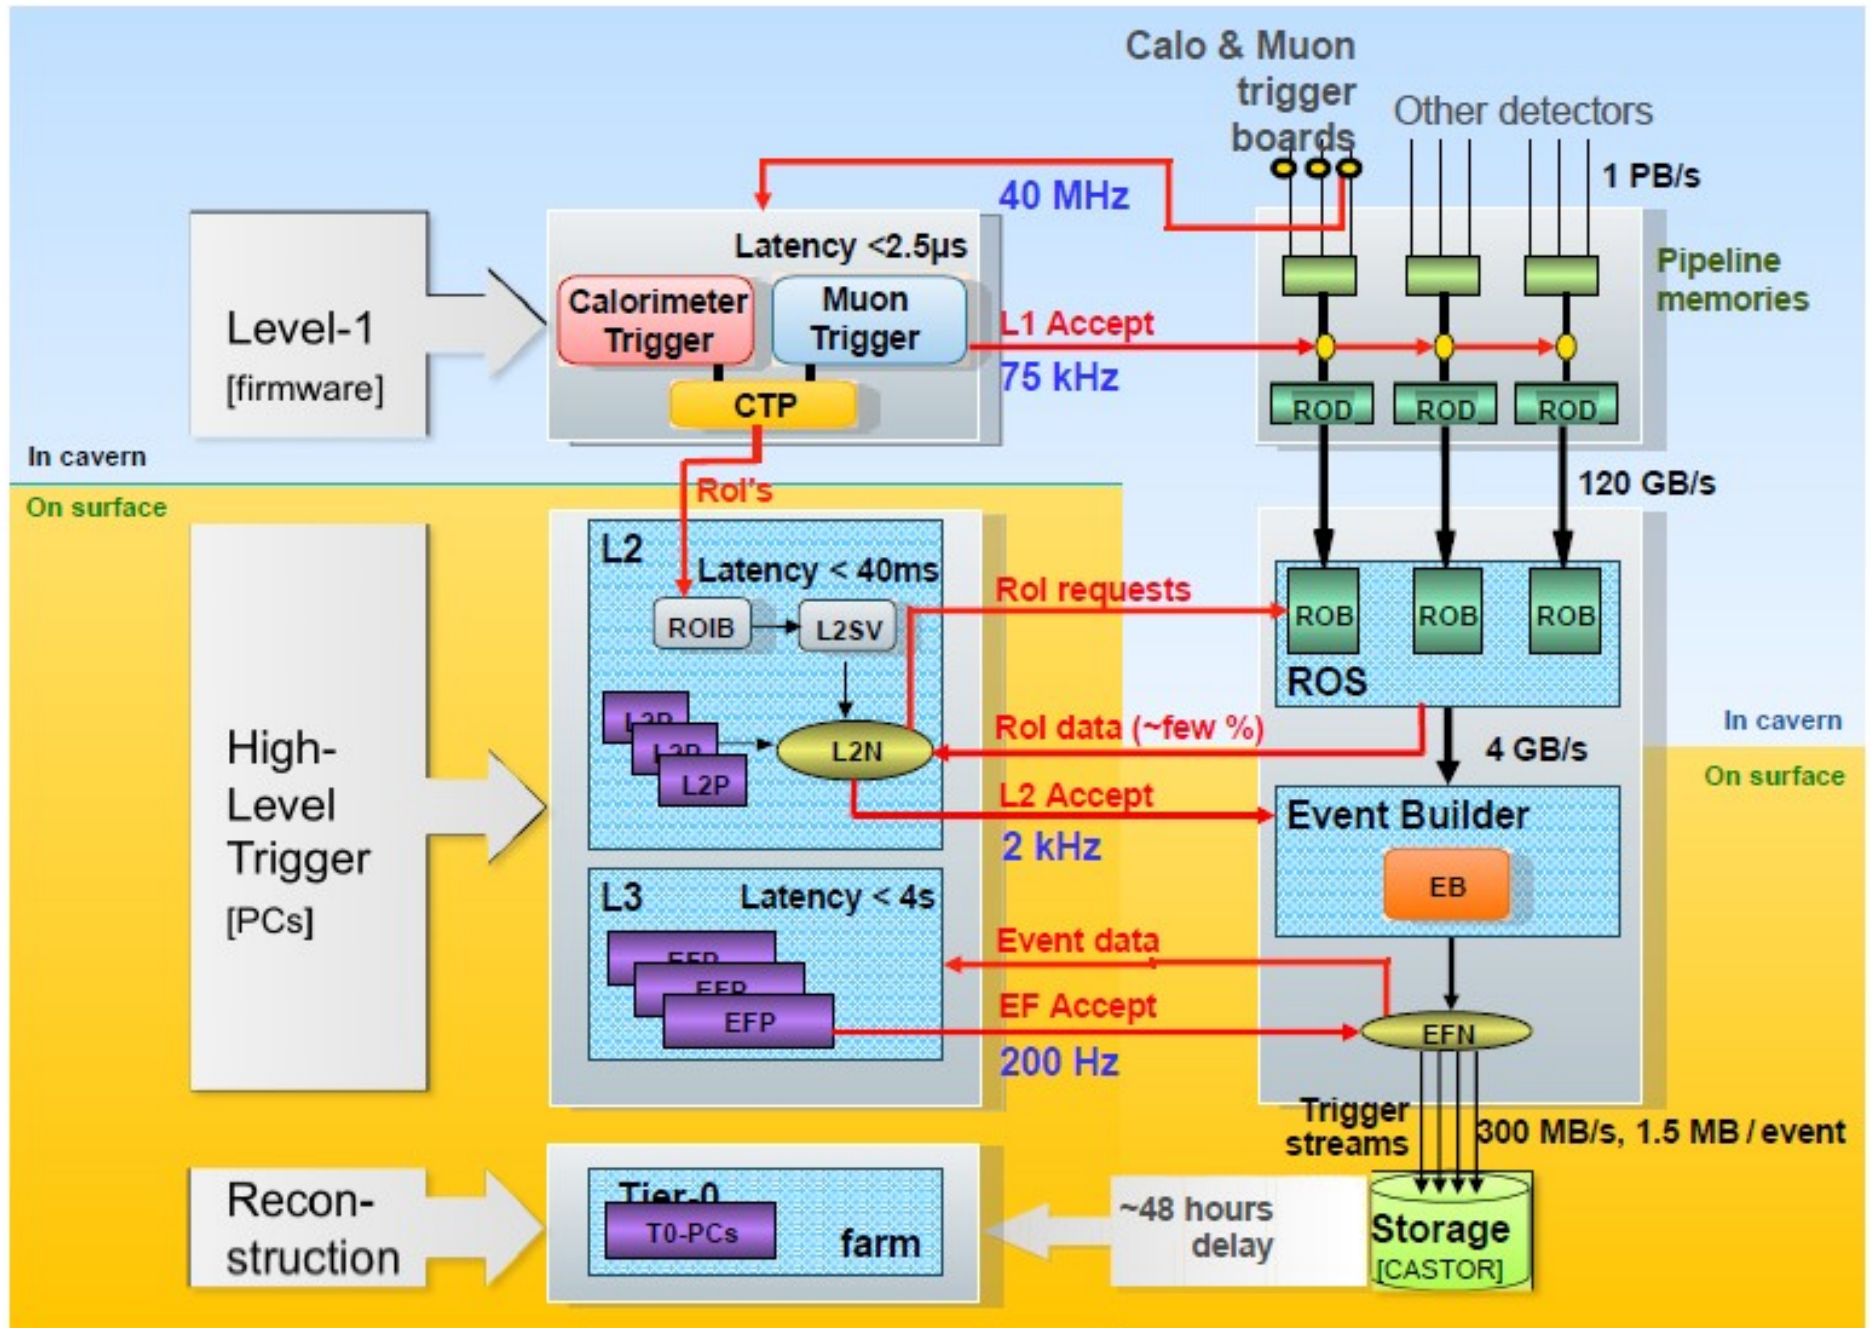 Calo & Muon
trigger
boards
Other detectors
1 PB/s
40 MHz
Level-1
[firmware]
Latency <2.5µs
Calorimeter
Trigger
Muon
Trigger
CTP
L1 Accept
75 kHz
Pipeline
memories
ROD
ROD
ROD
In cavern
On surface
RoI's
120 GB/s
High-
Level
Trigger
[PCs]
L2
Latency < 40ms
ROIB
L2SV
L2P
L2P
L2P
L2N
RoI requests
ROB
ROB
ROB
ROS
RoI data (~few %)
4 GB/s
In cavern
On surface
L2 Accept
2 kHz
Event Builder
EB
L3
Latency < 4s
EFP
EFP
EFP
Event data
EF Accept
200 Hz
EFN
Trigger
streams
300 MB/s, 1.5 MB / event
Recon-
struction
Tier-0
T0-PCs
farm
~48 hours
delay
Storage
[CASTOR]